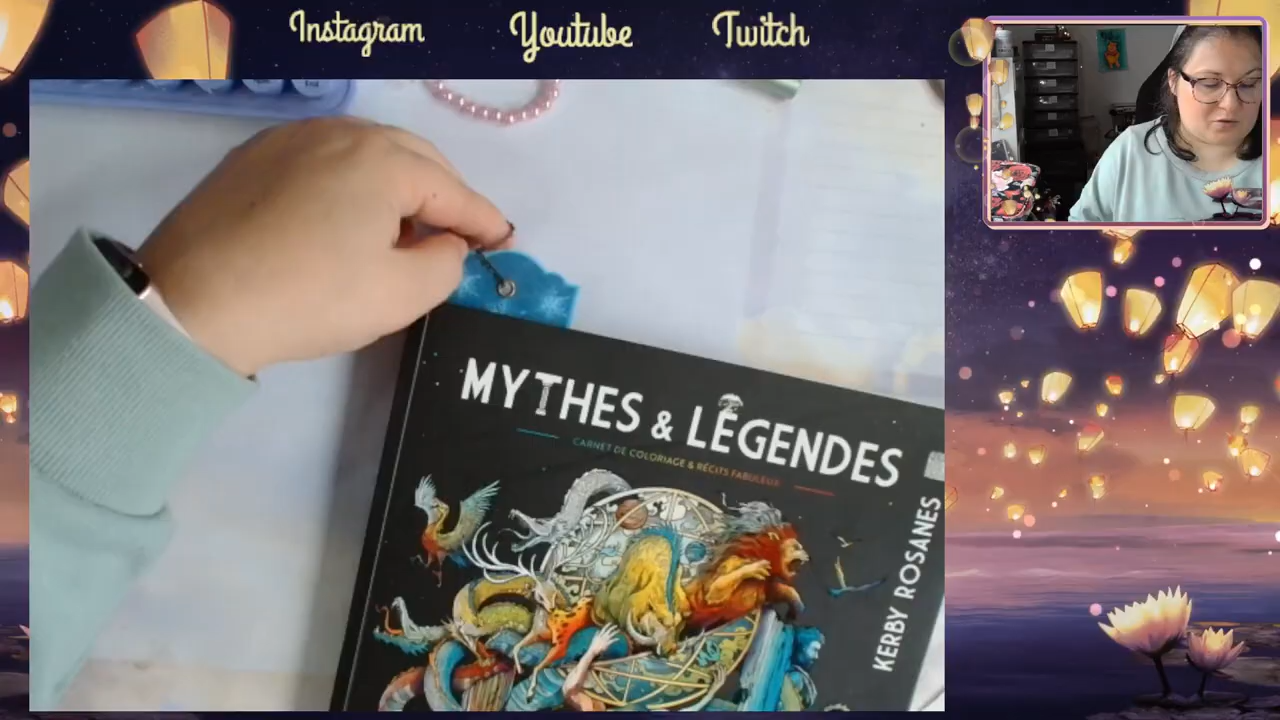 Instagram Youtube Twitch
MYTHES & LÉGENDES
CARNET DE COLORIAGE & RÉCITS FABULEUX
KERBY ROSANES